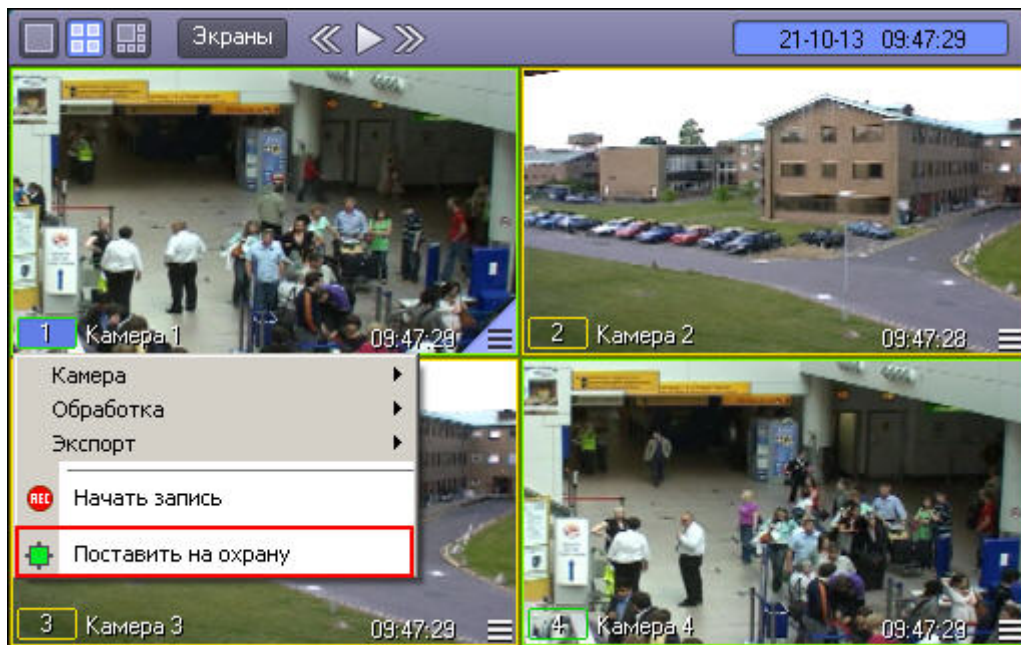 Экраны
21-10-13 09:47:29
1 Камера 1 09:47:29
2 Камера 2 09:47:28
Камера
Обработка
Экспорт
REC Начать запись
Поставить на охрану
3 Камера 3 09:47:29
4 Камера 4 09:47:29